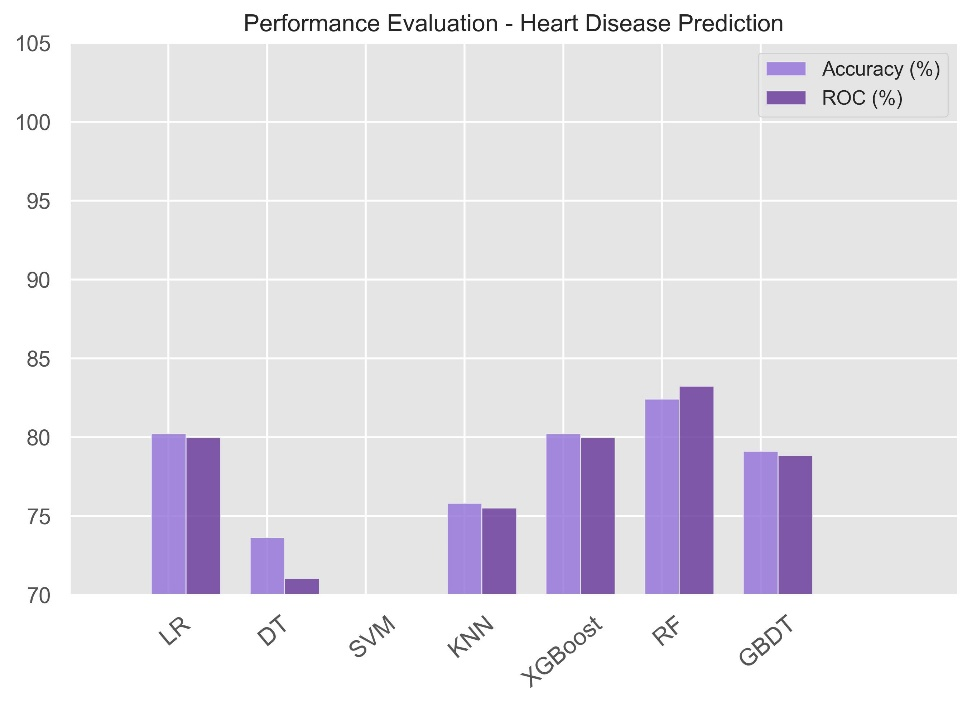 Performance Evaluation - Heart Disease Prediction
Accuracy (%)
ROC (%)
105
100
95
90
85
80
75
70
LR
DT
SVM
KNN
XGBoost
RF
GBDT